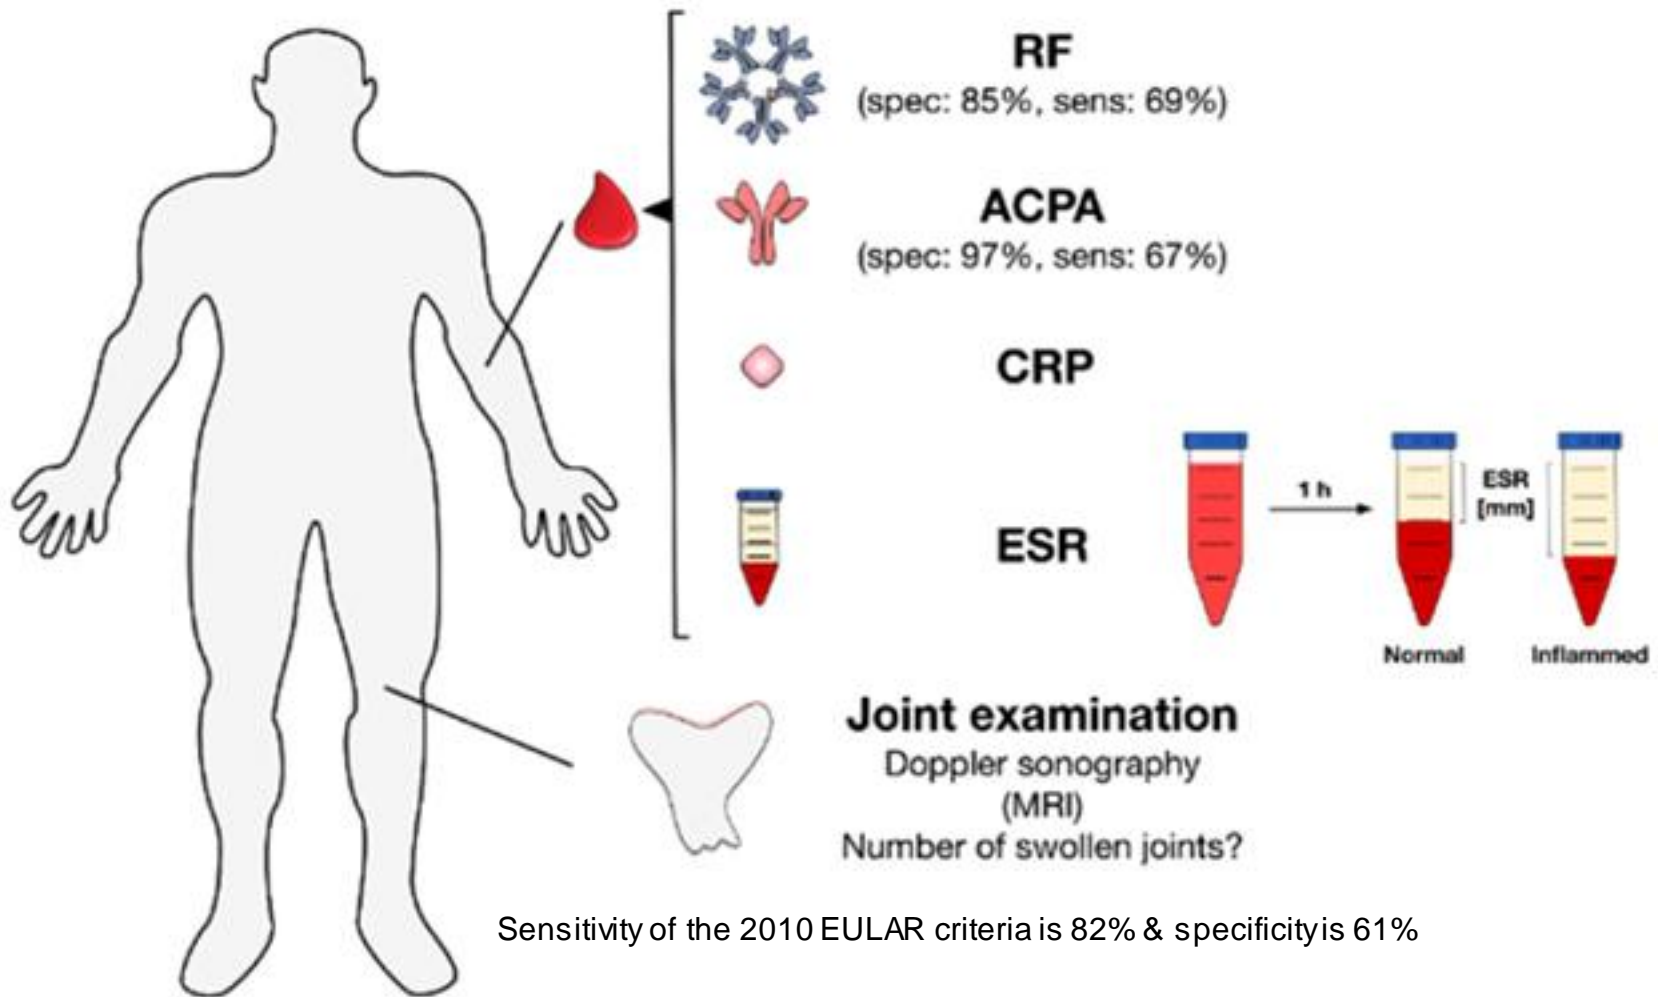 RF
(spec: 85%, sens: 69%)
ACPA
(spec: 97%, sens: 67%)
CRP
ESR
1 h
ESR
[mm]
Normal
Inflammed
Joint examination
Doppler sonography
(MRI)
Number of swollen joints?
Sensitivity of the 2010 EULAR criteria is 82% & specificity is 61%